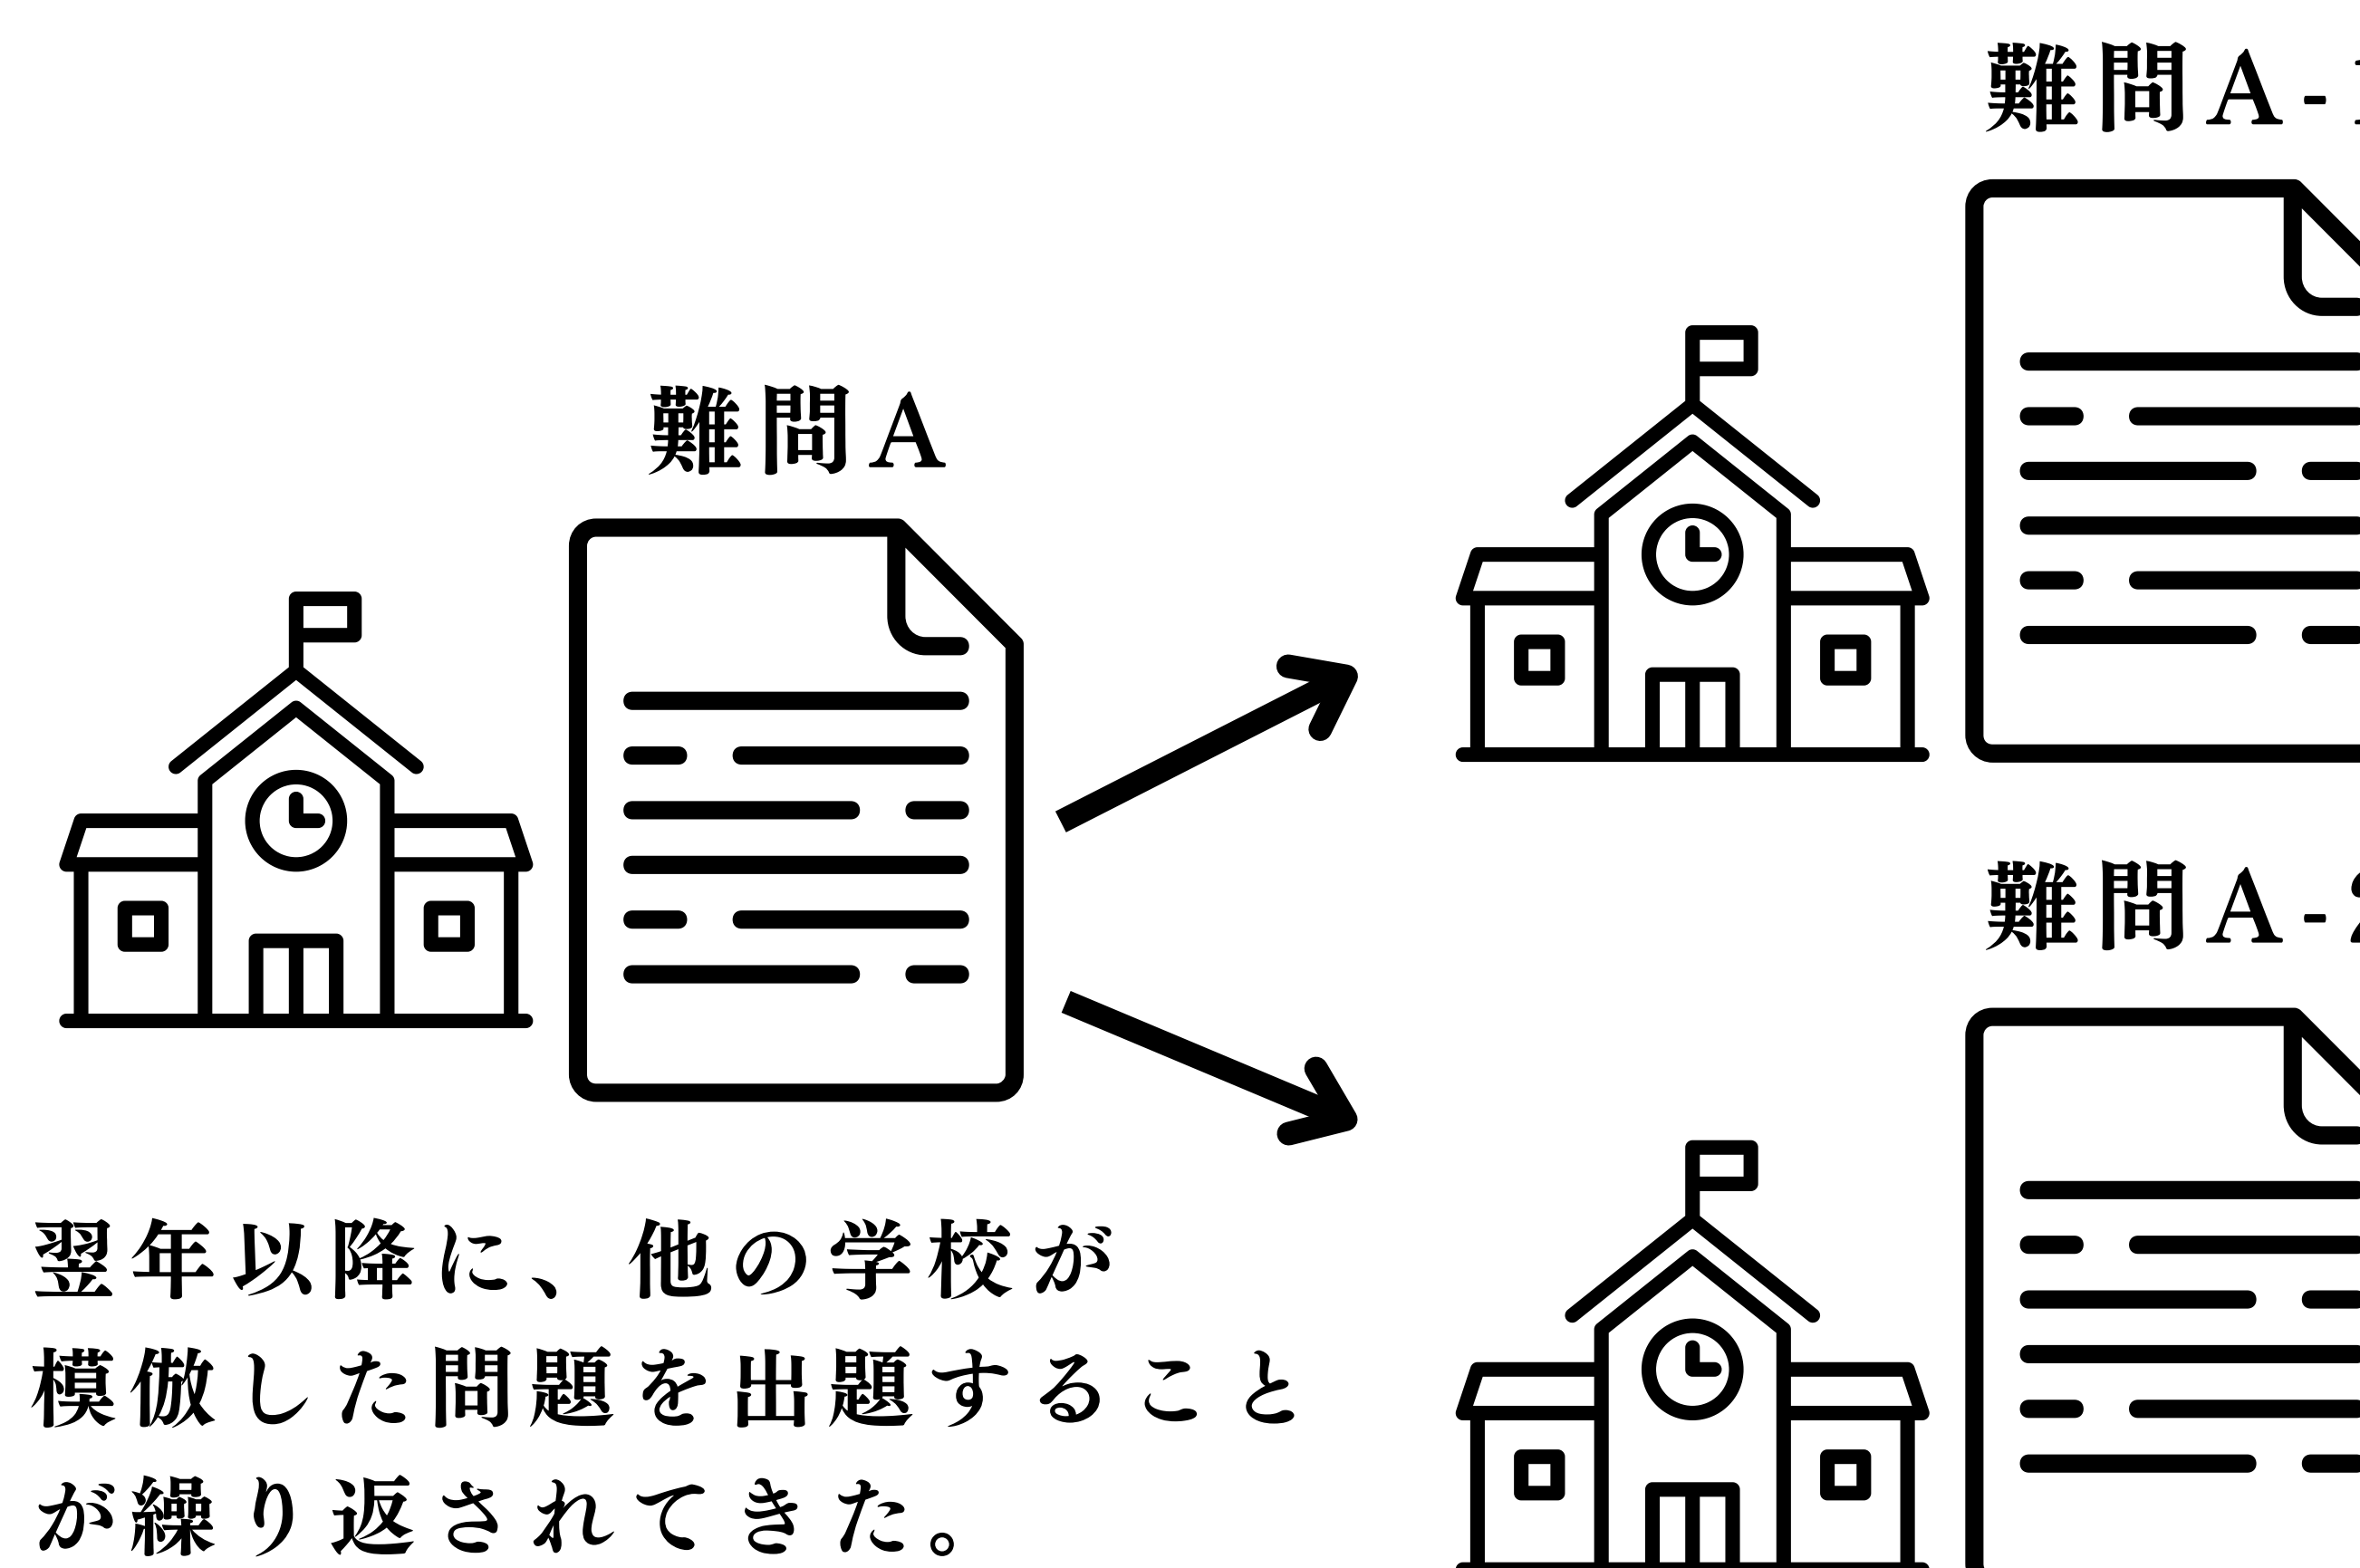 難問A
難問A-1
難問A-2
翌年以降に、他の学校が
模倣した問題を出題すること
が繰り返されてきた。